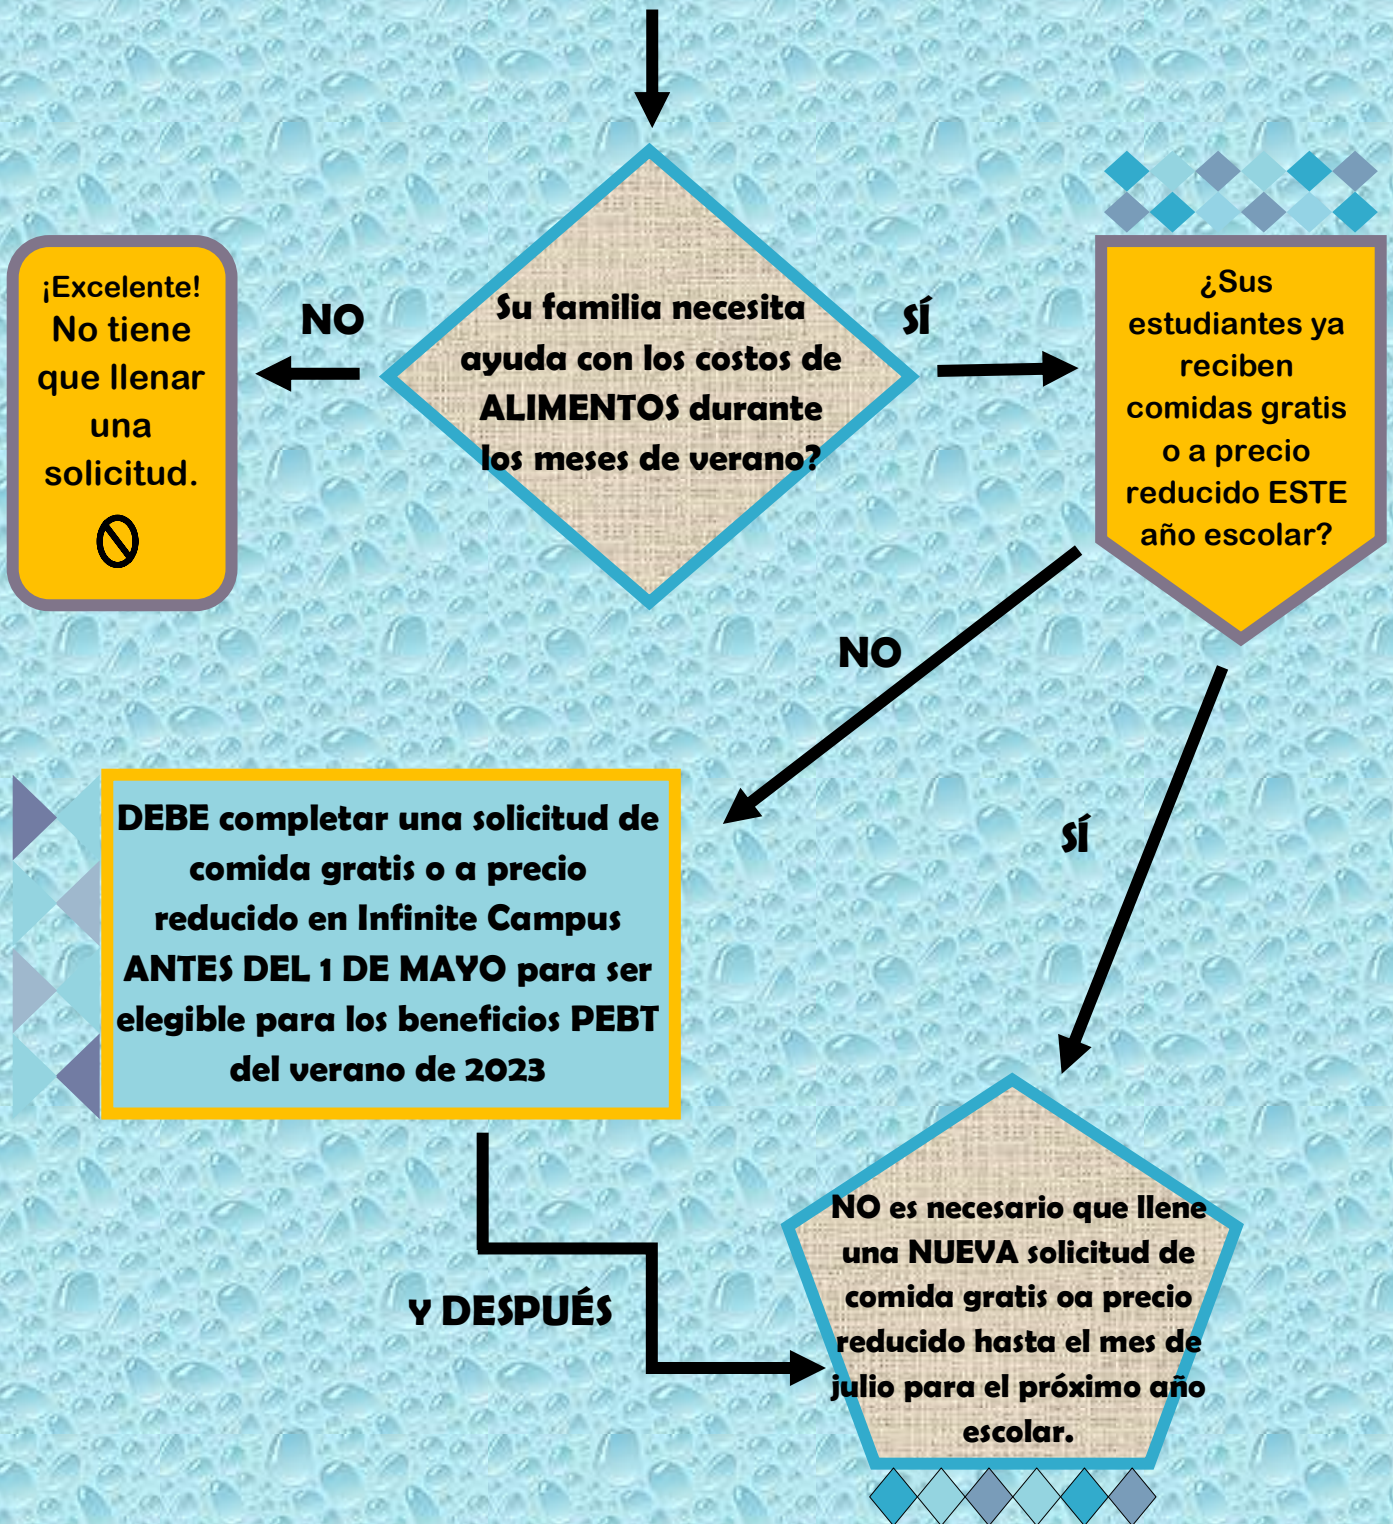 ¡Excelente!
No tiene
que llenar
una
solicitud.
NO
Su familia necesita
ayuda con los costos de
ALIMENTOS durante
los meses de verano?
SÍ
¿Sus
estudiantes ya
reciben
comidas gratis
o a precio
reducido ESTE
año escolar?
NO
SÍ
DEBE completar una solicitud de
comida gratis o a precio
reducido en Infinite Campus
ANTES DEL 1 DE MAYO para ser
elegible para los beneficios PEBT
del verano de 2023
Y DESPUÉS
NO es necesario que llene
una NUEVA solicitud de
comida gratis oa precio
reducido hasta el mes de
julio para el próximo año
escolar.